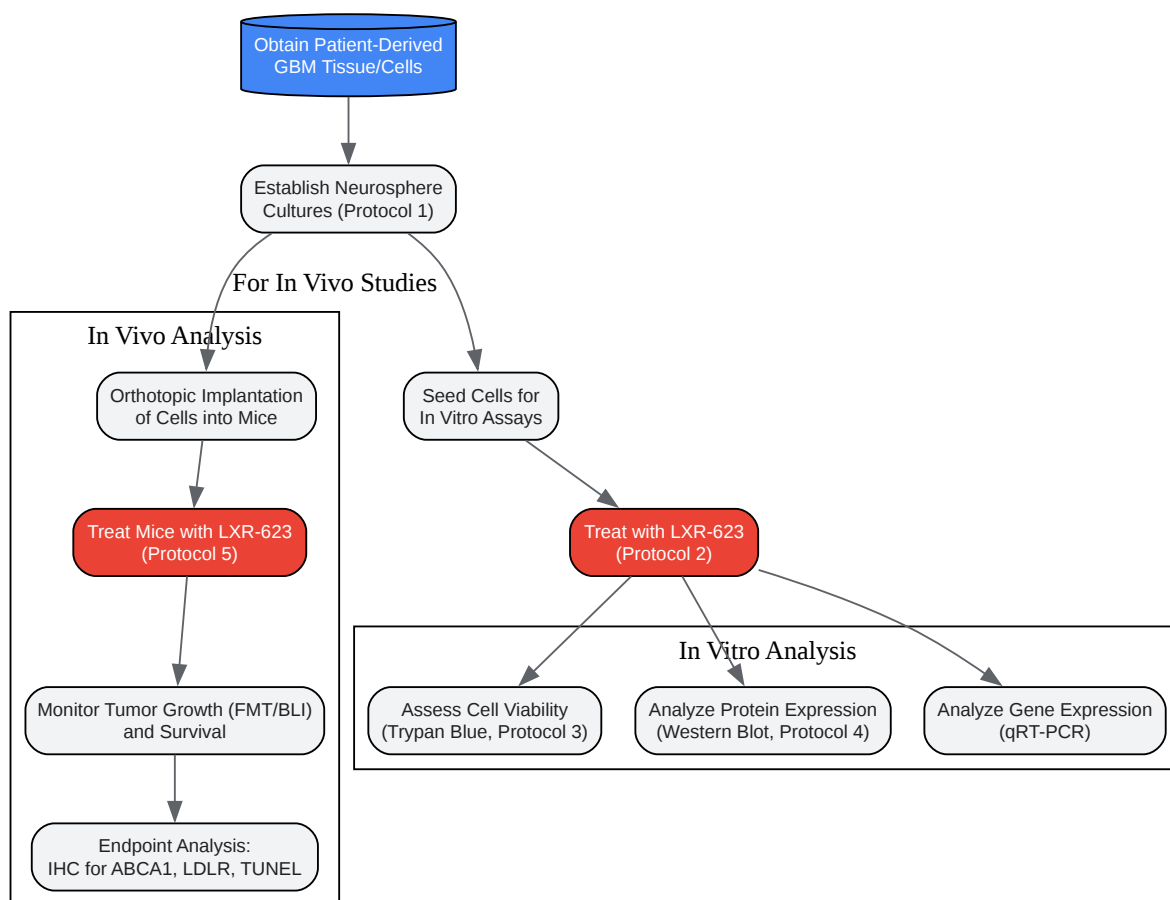 Obtain Patient-Derived
GBM Tissue/Cells
Establish Neurosphere
Cultures (Protocol 1)
For In Vivo Studies
In Vivo Analysis
Orthotopic Implantation
of Cells into Mice
Seed Cells for
In Vitro Assays
Treat Mice with LXR-623
(Protocol 5)
Treat with LXR-623
(Protocol 2)
In Vitro Analysis
Monitor Tumor Growth (FMT/BLI)
and Survival
Assess Cell Viability
(Trypan Blue, Protocol 3)
Analyze Protein Expression
(Western Blot, Protocol 4)
Analyze Gene Expression
(qRT-PCR)
Endpoint Analysis:
IHC for ABCA1, LDLR, TUNEL